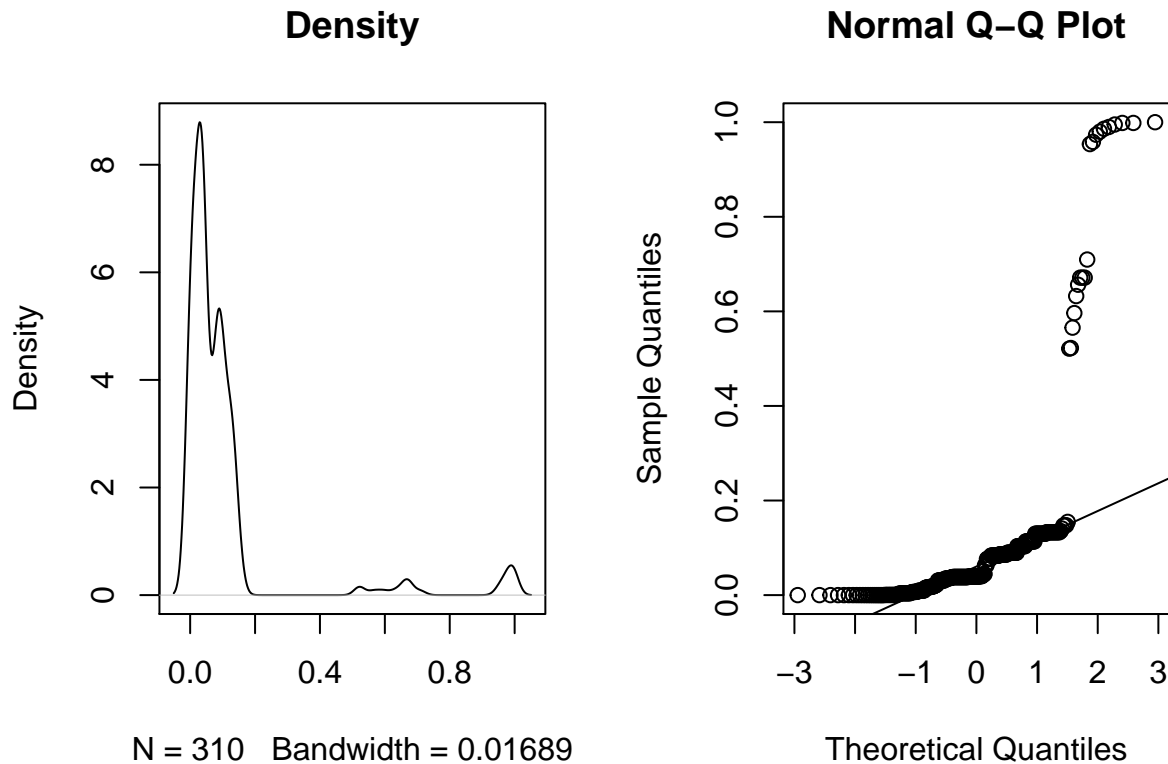 Density
Normal Q−Q Plot
Density
8
6
4
2
0
0.0 0.4 0.8
N = 310 Bandwidth = 0.01689
Sample Quantiles
1.0
0.8
0.6
0.4
0.2
0.0
−3 −1 0 1 2 3
Theoretical Quantiles